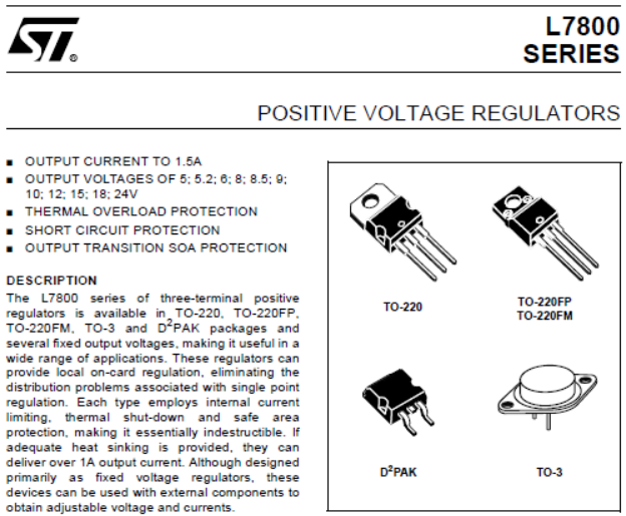 ST®
L7800
SERIES
POSITIVE VOLTAGE REGULATORS
■ OUTPUT CURRENT TO 1.5A
■ OUTPUT VOLTAGES OF 5; 5.2; 6; 8; 8.5; 9;
10; 12; 15; 18; 24V
■ THERMAL OVERLOAD PROTECTION
■ SHORT CIRCUIT PROTECTION
■ OUTPUT TRANSITION SOA PROTECTION
DESCRIPTION
The L7800 series of three-terminal positive
regulators is available in TO-220, TO-220FP,
TO-220FM, TO-3 and D²PAK packages and
several fixed output voltages, making it useful in a
wide range of applications. These regulators can
provide local on-card regulation, eliminating the
distribution problems associated with single point
regulation. Each type employs internal current
limiting, thermal shut-down and safe area
protection, making it essentially indestructible. If
adequate heat sinking is provided, they can
deliver over 1A output current. Although designed
primarily as fixed voltage regulators, these
devices can be used with external components to
obtain adjustable voltage and currents.
TO-220
TO-220FP
TO-220FM
D²PAK
TO-3